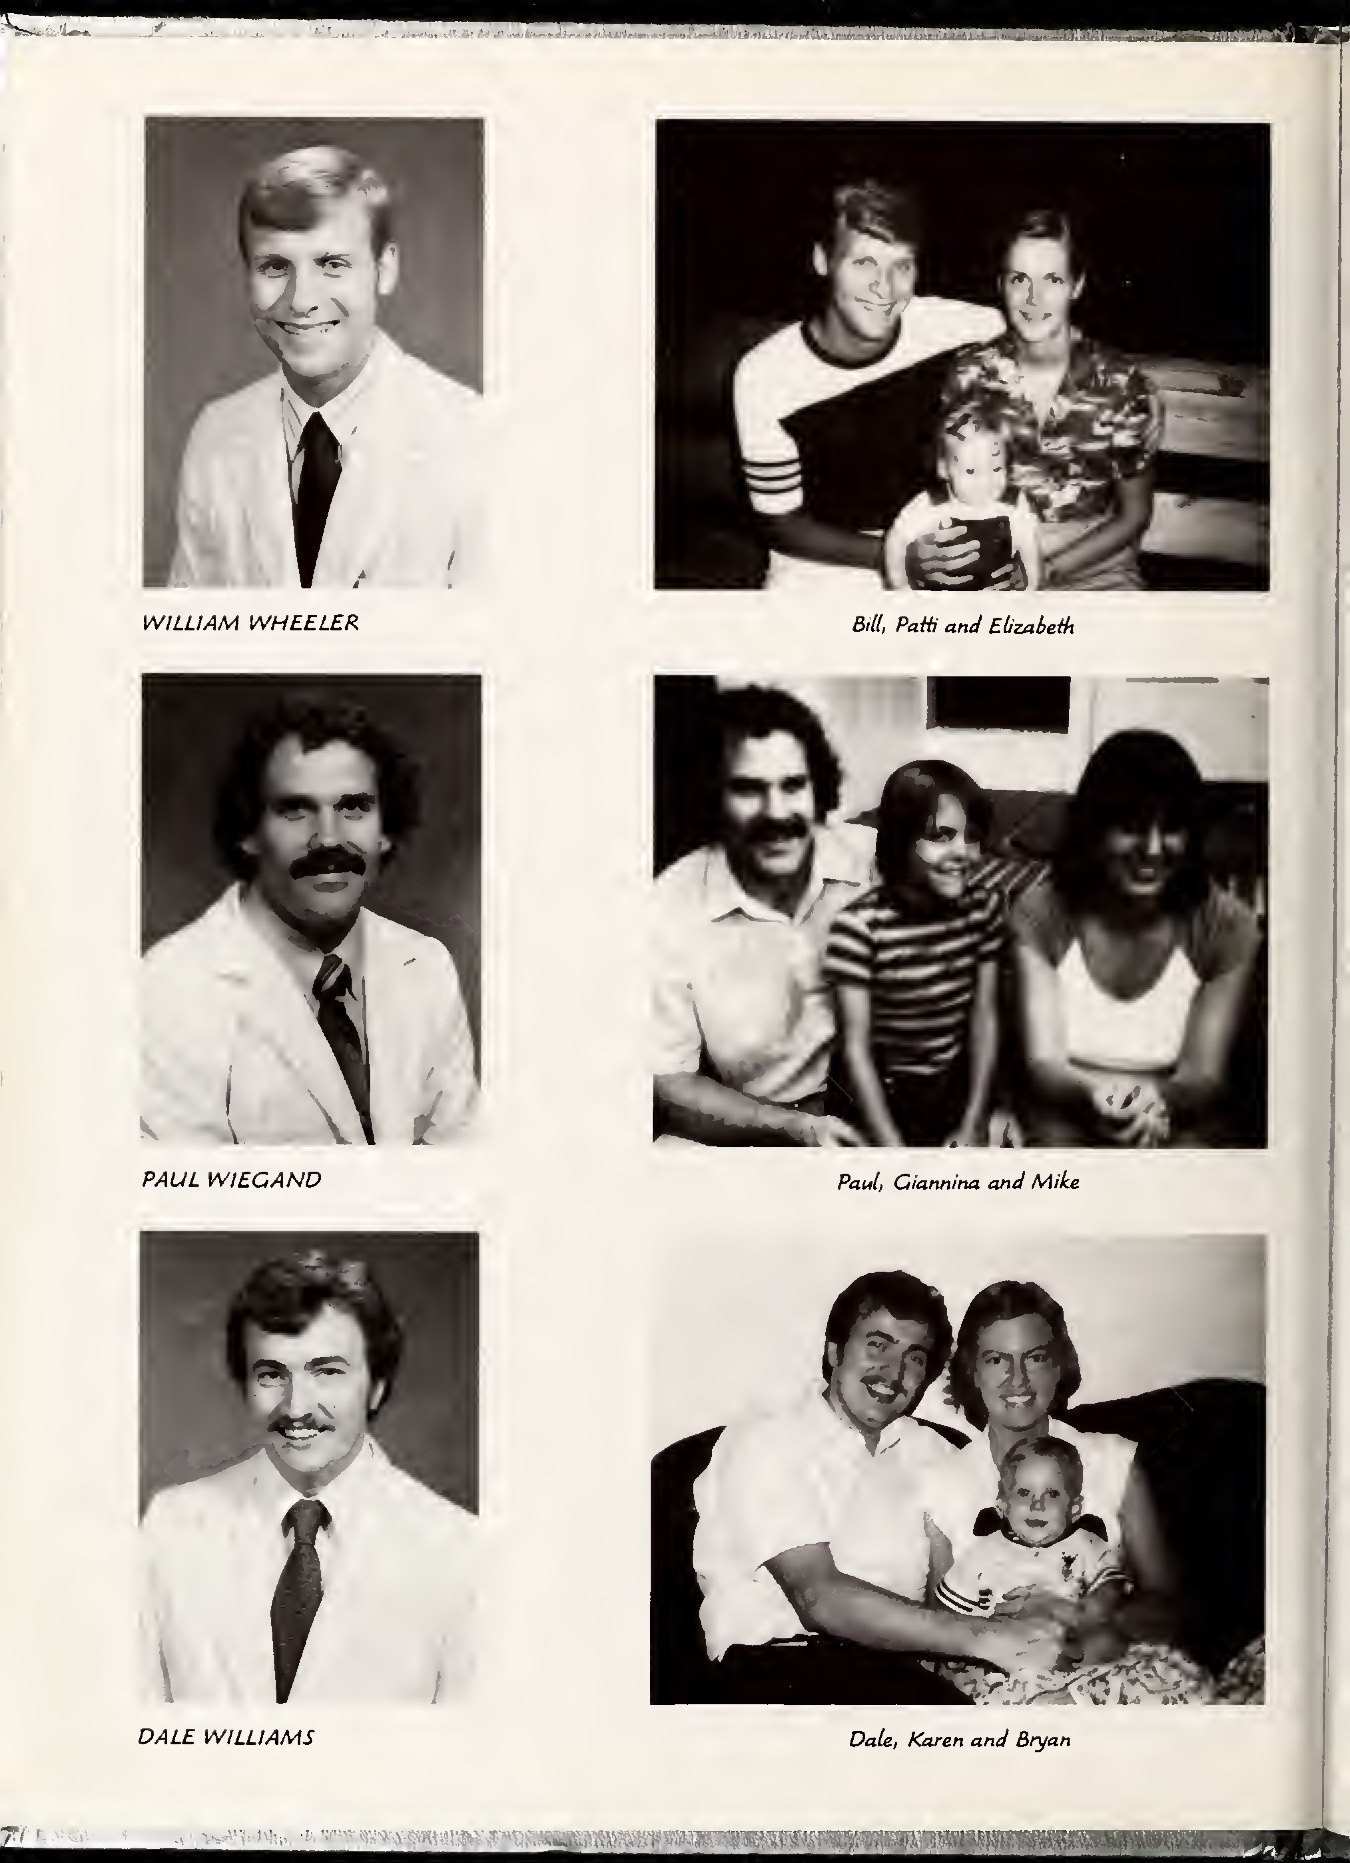 WILLIAM WHEELER
Bill, Patti and Elizabeth
PAUL WIEGAND
Paul, Giannina and Mike
DALE WILLIAMS
Dale, Karen and Bryan